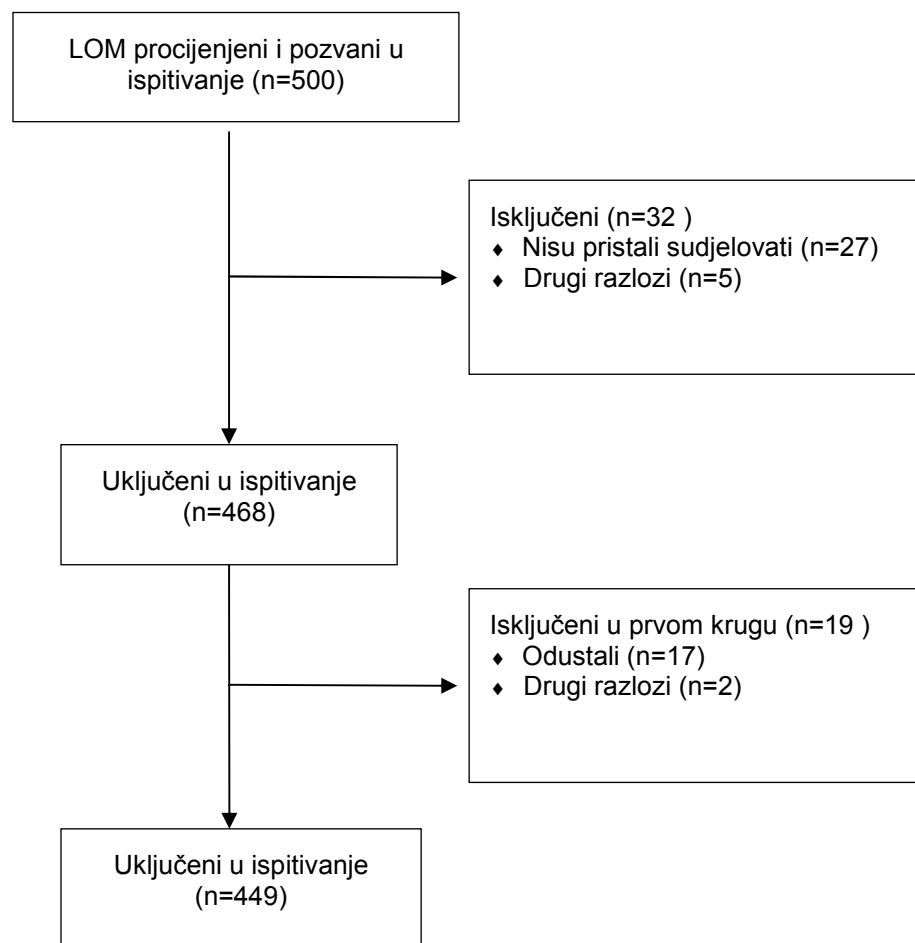 LOM procijenjeni i pozvani u
ispitivanje (n=500)
Isključeni (n=32 )
♦ Nisu pristali sudjelovati (n=27)
♦ Drugi razlozi (n=5)
Uključeni u ispitivanje
(n=468)
Isključeni u prvom krugu (n=19 )
♦ Odustali (n=17)
♦ Drugi razlozi (n=2)
Uključeni u ispitivanje
(n=449)